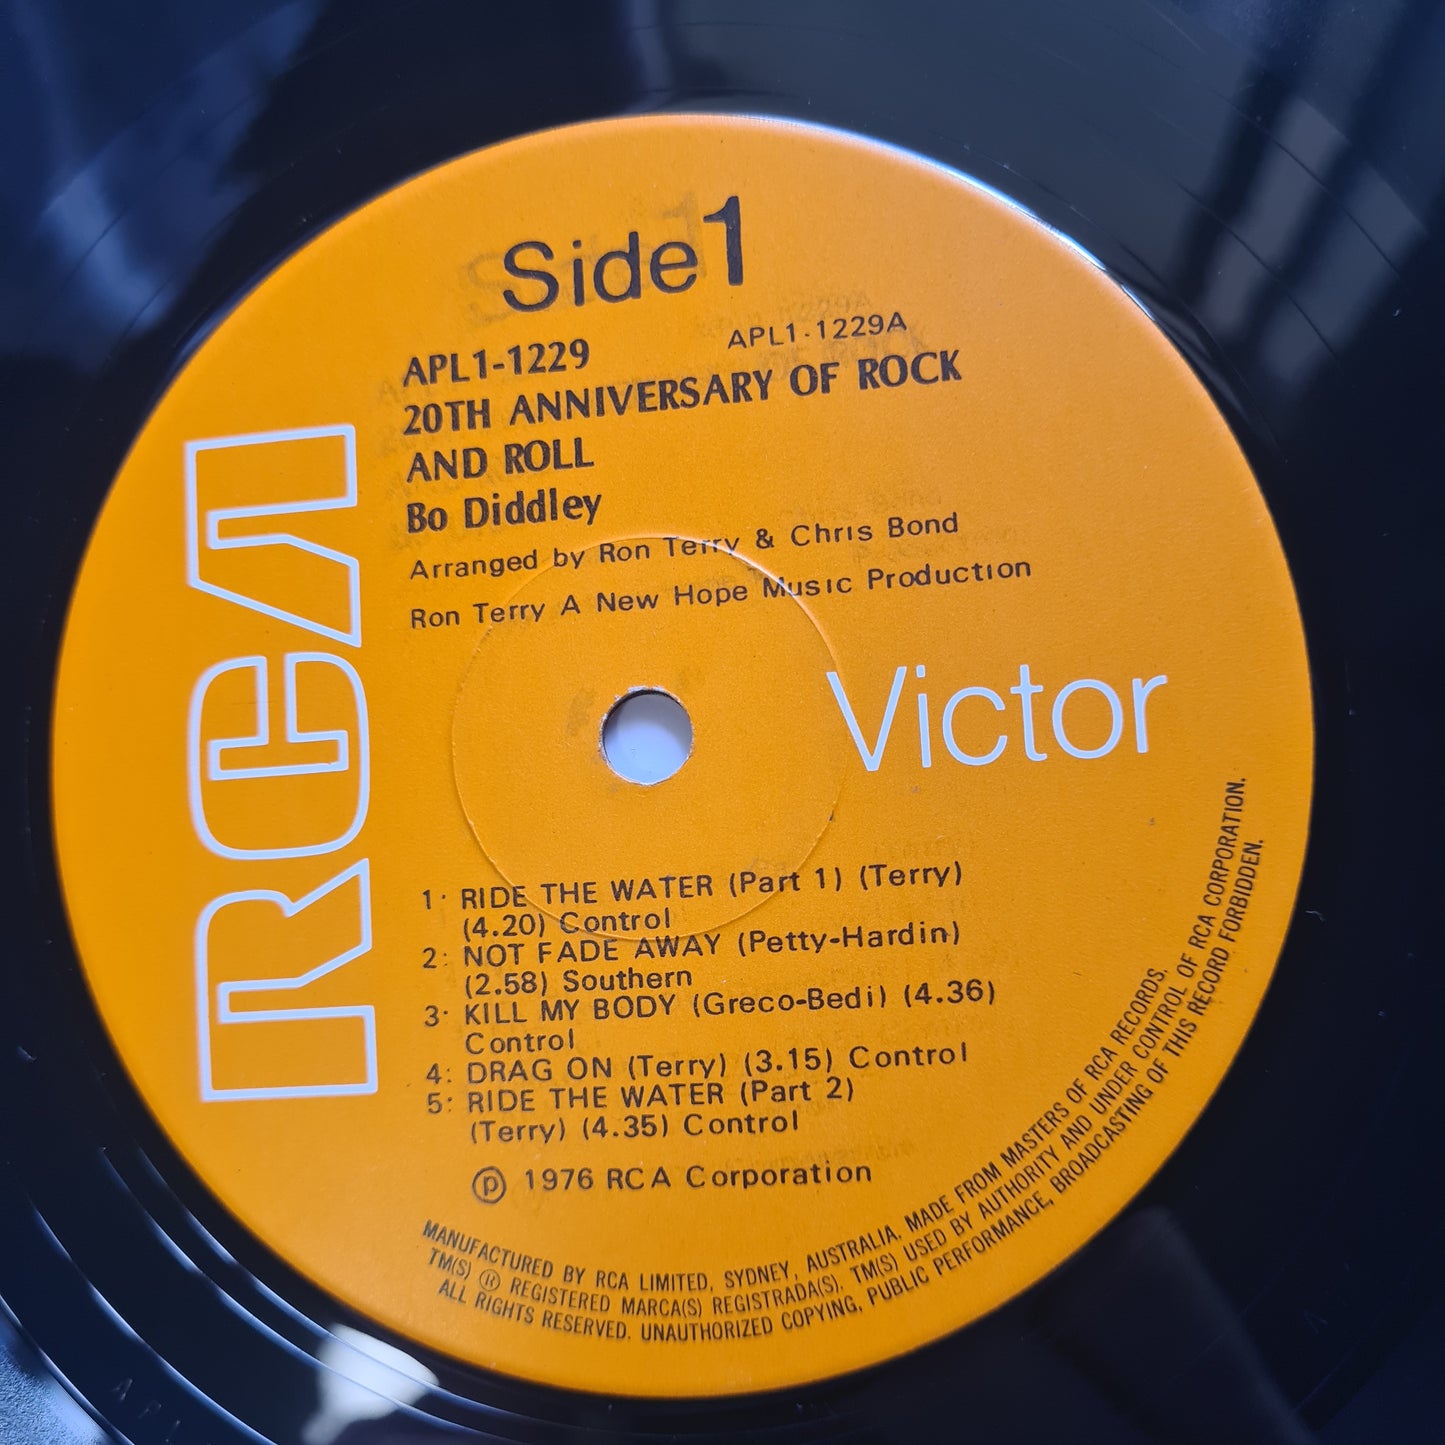 Side 1
APL1-1229 APL1-1229A
20TH ANNIVERSARY OF ROCK
AND ROLL
Bo Diddley
Arranged by Ron Terry & Chris Bond
Ron Terry A New Hope Music Production
RCA
Victor
1: RIDE THE WATER (Part 1) (Terry)
(4.20) Control
2: NOT FADE AWAY (Petty-Hardin)
(2.58) Southern
3: KILL MY BODY (Greco-Bedi) (4.36)
Control
4: DRAG ON (Terry) (3.15) Control
5: RIDE THE WATER (Part 2)
(Terry) (4.35) Control
℗ 1976 RCA Corporation
MANUFACTURED BY RCA LIMITED, SYDNEY, AUSTRALIA. MADE FROM MASTERS OF RCA RECORDS.
TM(S) ® REGISTERED MARCA(S) REGISTRADA(S). TM(S) USED BY AUTHORITY AND UNDER CONTROL OF RCA CORPORATION.
ALL RIGHTS RESERVED. UNAUTHORIZED COPYING, PUBLIC PERFORMANCE, BROADCASTING OF THIS RECORD FORBIDDEN.